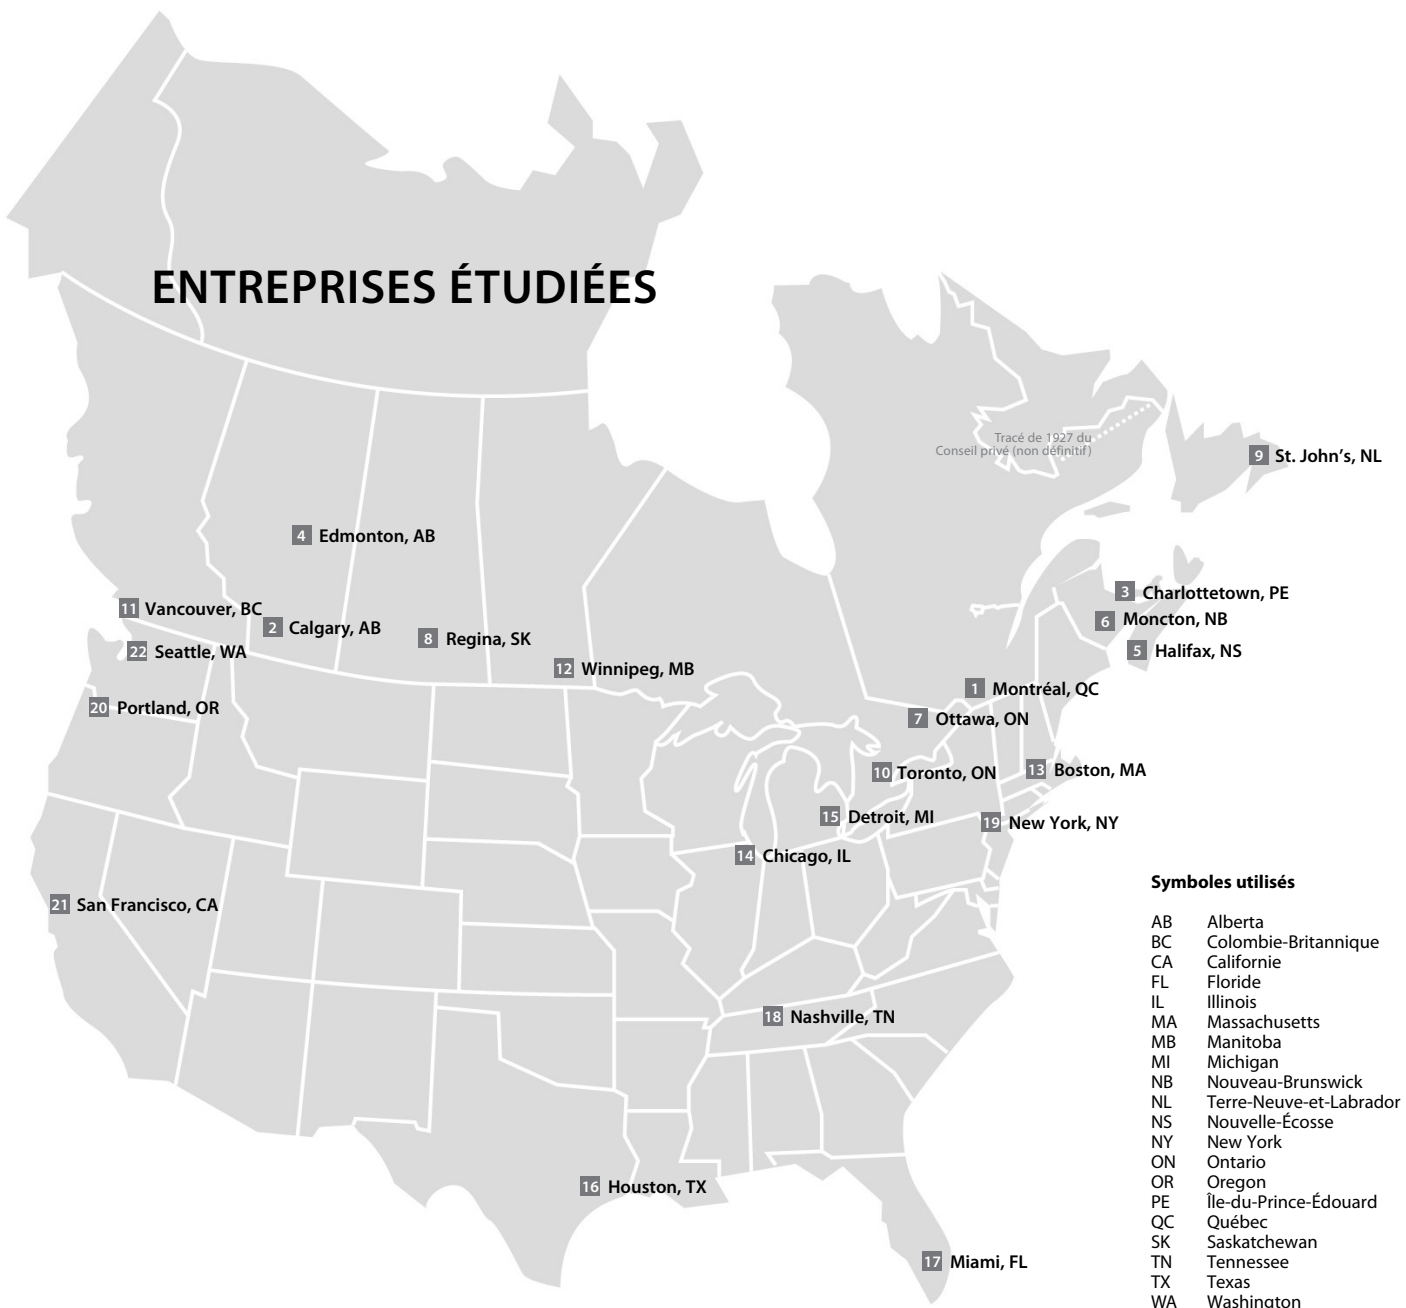 ENTREPRISES ÉTUDIÉES
Tracé de 1927 du
Conseil privé (non définitif)
9 St. John's, NL
4 Edmonton, AB
3 Charlottetown, PE
11 Vancouver, BC
6 Moncton, NB
2 Calgary, AB
8 Regina, SK
5 Halifax, NS
22 Seattle, WA
12 Winnipeg, MB
1 Montréal, QC
20 Portland, OR
7 Ottawa, ON
10 Toronto, ON
13 Boston, MA
15 Detroit, MI
19 New York, NY
14 Chicago, IL
21 San Francisco, CA
18 Nashville, TN
16 Houston, TX
17 Miami, FL
Symboles utilisés
AB Alberta
BC Colombie-Britannique
CA Californie
FL Floride
IL Illinois
MA Massachusetts
MB Manitoba
MI Michigan
NB Nouveau-Brunswick
NL Terre-Neuve-et-Labrador
NS Nouvelle-Écosse
NY New York
ON Ontario
OR Oregon
PE Île-du-Prince-Édouard
QC Québec
SK Saskatchewan
TN Tennessee
TX Texas
WA Washington